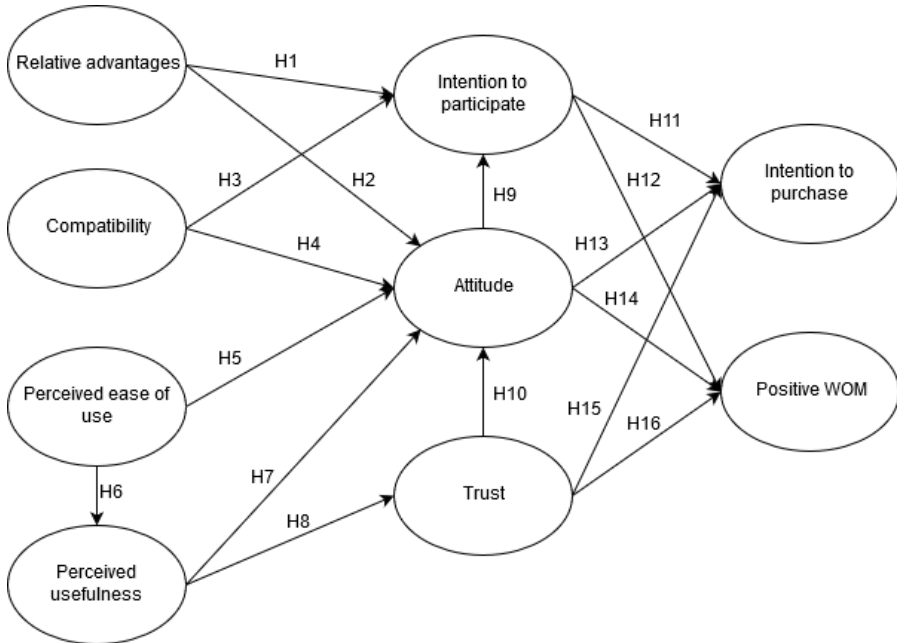 Relative advantages
H1
Intention to
participate
H11
Intention to
purchase
H3
H2
H12
Compatibility
H4
H9
H13
Attitude
H14
Perceived ease of
use
H5
H10
H15
Positive WOM
H16
H6
H7
H8
Trust
Perceived
usefulness